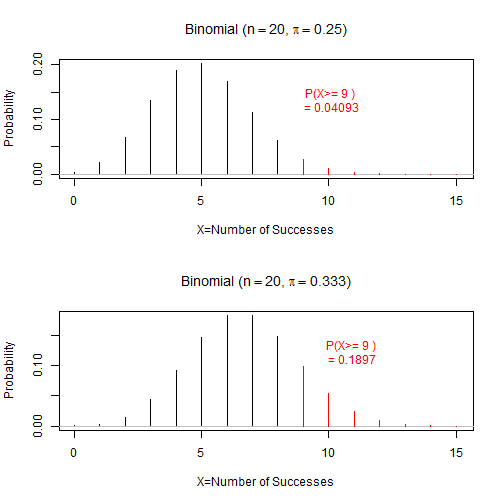 Binomial (n = 20, π = 0.25)
Probability
0.20
0.10
0.00
P(X>= 9 )
= 0.04093
0 5 10 15
X=Number of Successes
Binomial (n = 20, π = 0.333)
Probability
0.10
0.00
P(X>= 9 )
= 0.1897
0 5 10 15
X=Number of Successes